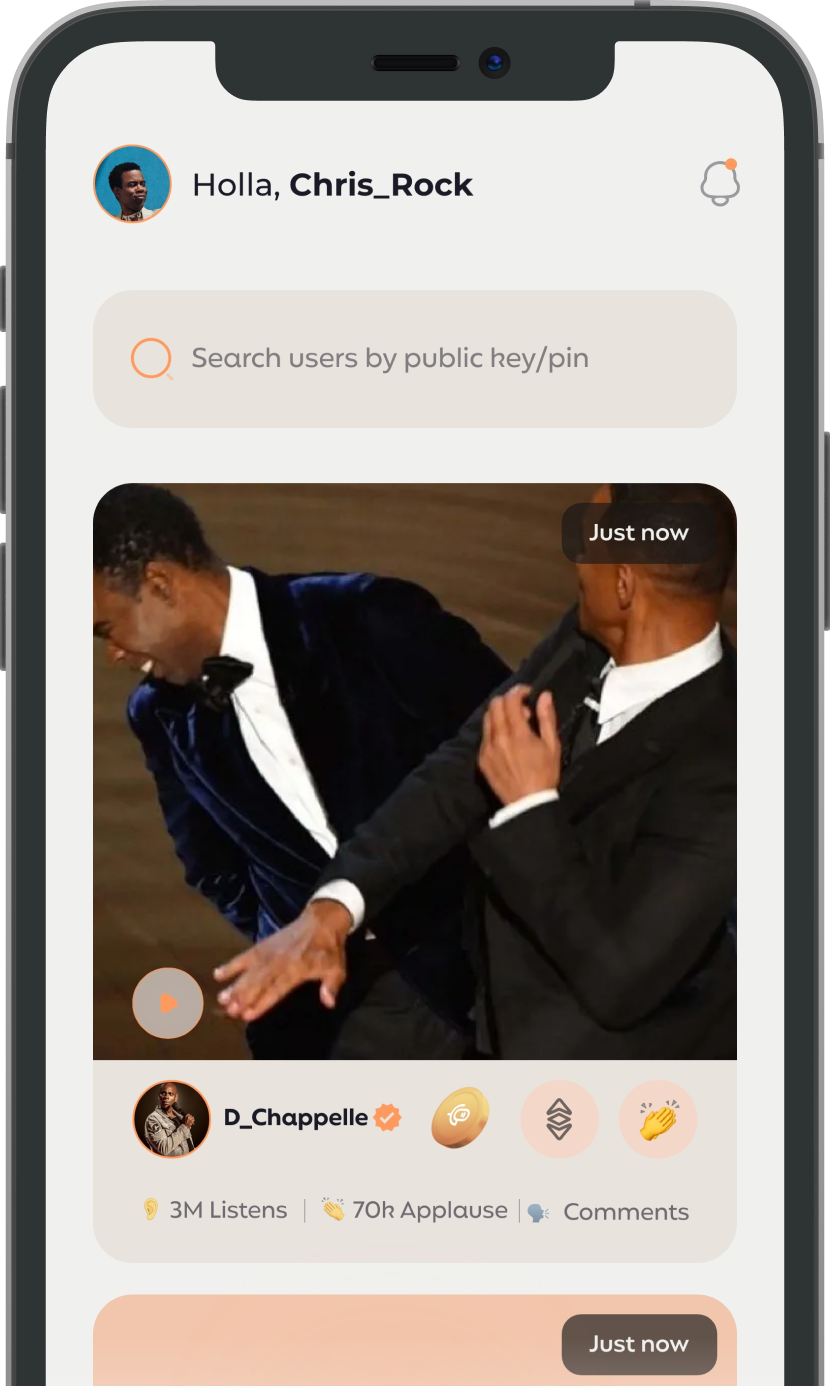 Holla, Chris_Rock
Search users by public key/pin
Just now
D_Chappelle
3M Listens | 70k Applause | Comments
Just now